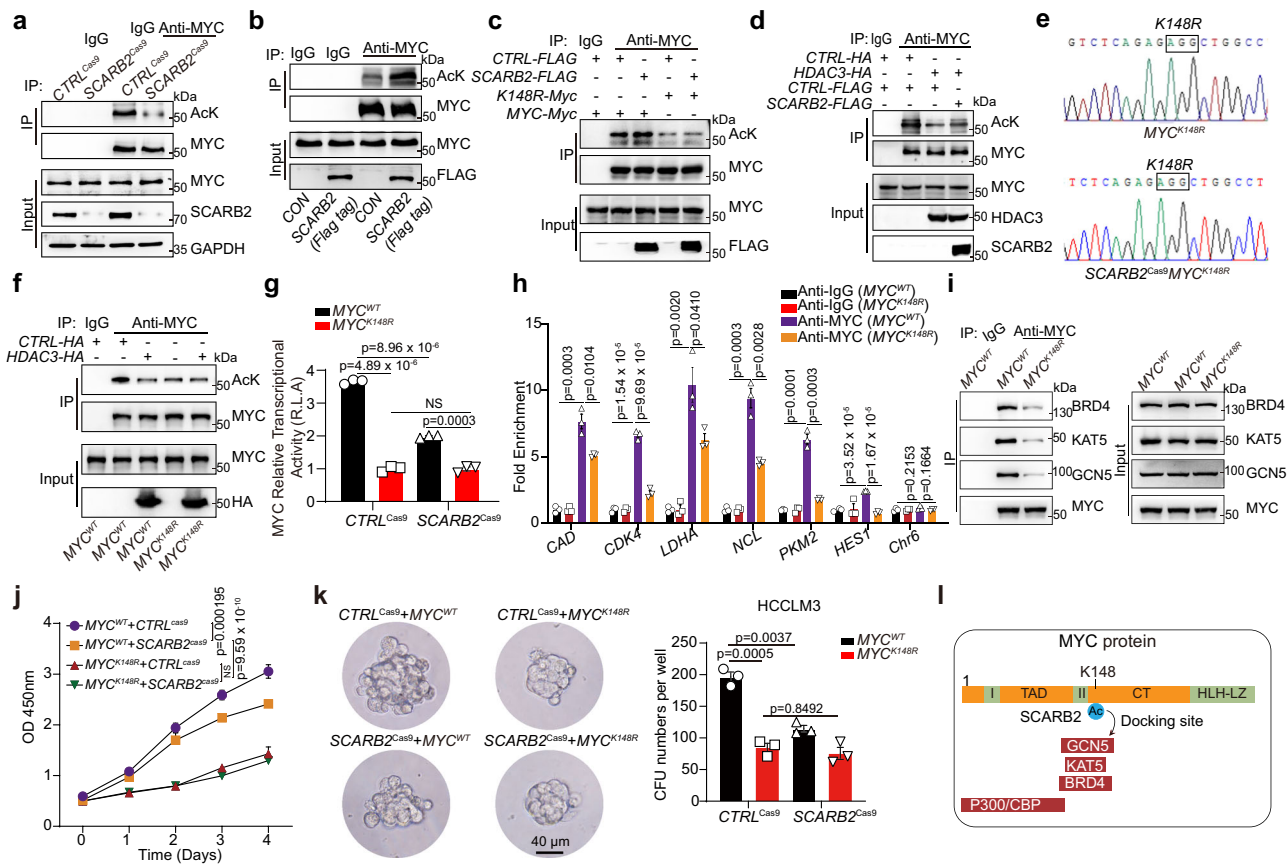 a
IgG
IgG Anti-MYC
IP: CTRL^Cas9 SCARB2^Cas9 CTRL^Cas9 SCARB2^Cas9
kDa
IP
AcK
50
MYC
50
Input
MYC
50
SCARB2
70
GAPDH
35
b
Anti-MYC
IP: IgG IgG
kDa
IP
AcK
50
MYC
50
Input
MYC
50
FLAG
50
CON
SCARB2
(Flag tag)
CON
SCARB2
(Flag tag)
c
IP: IgG Anti-MYC
CTRL-FLAG + + - + -
SCARB2-FLAG - - + - +
K148R-Myc - - - + +
MYC-Myc + + + - -
kDa
IP
AcK
50
MYC
50
Input
MYC
50
FLAG
50
d
IP: IgG Anti-MYC
CTRL-HA + + - -
HDAC3-HA - - + +
CTRL-FLAG + + + -
SCARB2-FLAG - - - +
kDa
IP
AcK
50
MYC
50
Input
MYC
50
HDAC3
50
SCARB2
50
e
K148R
GTCTCAGAGAGGCTGGCC
MYC^K148R
K148R
TCTCAGAGAGGCTGGCCT
SCARB2^Cas9MYC^K148R
f
IP: IgG Anti-MYC
CTRL-HA + + - + -
HDAC3-HA - - + - +
kDa
IP
AcK
50
MYC
50
Input
MYC
50
HA
50
MYC^WT MYC^WT MYC^WT MYC^K148R MYC^K148R
g
MYC^WT
MYC^K148R
MYC Relative Transcriptional
Activity (R.L.A)
5
4
3
2
1
0
p=8.96 x 10^-6
p=4.89 x 10^-6
NS
p=0.0003
CTRL^Cas9 SCARB2^Cas9
h
Anti-IgG (MYC^WT)
Anti-IgG (MYC^K148R)
Anti-MYC (MYC^WT)
Anti-MYC (MYC^K148R)
Fold Enrichment
15
10
5
0
p=0.0003
p=0.0104
p=1.54 x 10^-5
p=9.69 x 10^-5
p=0.0020
p=0.0410
p=0.0003
p=0.0028
p=0.0001
p=0.0003
p=3.52 x 10^-5
p=1.67 x 10^-5
p=0.2153
p=0.1664
CAD CDK4 LDHA NCL PKM2 HES1 Chr6
i
IP: IgG Anti-MYC
MYC^WT MYC^WT MYC^K148R
kDa
IP
BRD4
130
KAT5
50
GCN5
100
MYC
50
MYC^WT MYC^WT MYC^K148R
kDa
Input
BRD4
130
KAT5
50
GCN5
100
MYC
50
j
MYC^WT+CTRL^cas9
MYC^WT+SCARB2^cas9
MYC^K148R+CTRL^cas9
MYC^K148R+SCARB2^cas9
p=0.000195
NS
p=9.59 x 10^-10
OD 450nm
4
3
2
1
0 1 2 3 4
Time (Days)
k
CTRL^Cas9+MYC^WT
CTRL^Cas9+MYC^K148R
SCARB2^Cas9+MYC^WT
SCARB2^Cas9+MYC^K148R
40 μm
HCCLM3
MYC^WT
MYC^K148R
CFU numbers per well
250
200
150
100
50
0
p=0.0037
p=0.0005
p=0.8492
CTRL^Cas9 SCARB2^Cas9
l
MYC protein
K148
1
I TAD II CT HLH-LZ
SCARB2 Ac
Docking site
GCN5
KAT5
BRD4
P300/CBP